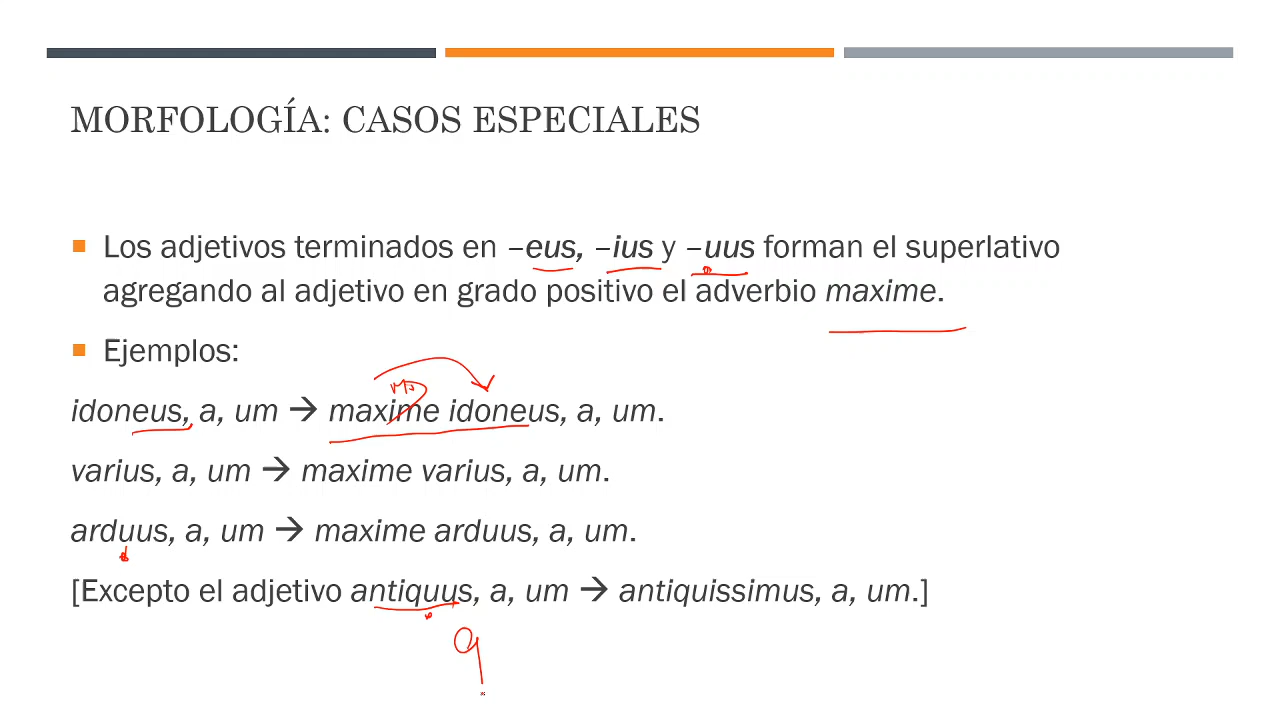 MORFOLOGÍA: CASOS ESPECIALES
Los adjetivos terminados en –eus, –ius y –uus forman el superlativo
agregando al adjetivo en grado positivo el adverbio maxime.
Ejemplos:
idoneus, a, um → maxime idoneus, a, um.
varius, a, um → maxime varius, a, um.
arduus, a, um → maxime arduus, a, um.
[Excepto el adjetivo antiquus, a, um → antiquissimus, a, um.]
q